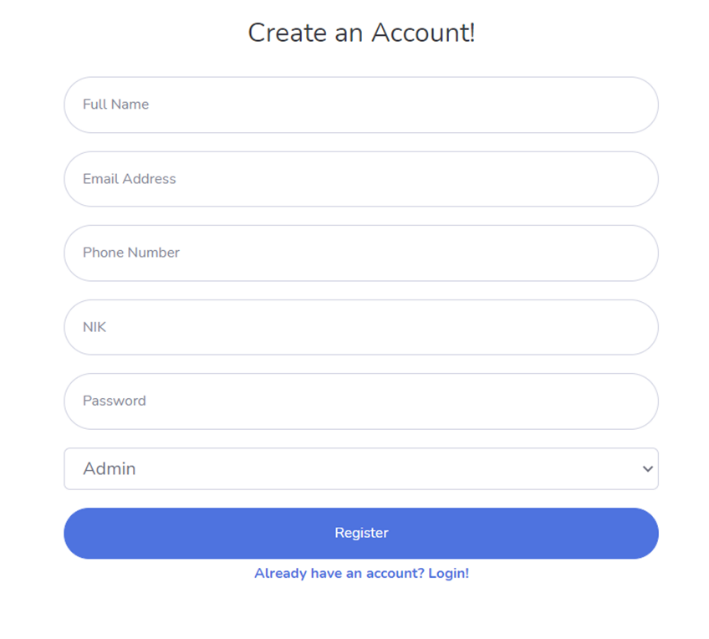 Create an Account!
Full Name
Email Address
Phone Number
NIK
Password
Admin
Register
Already have an account? Login!